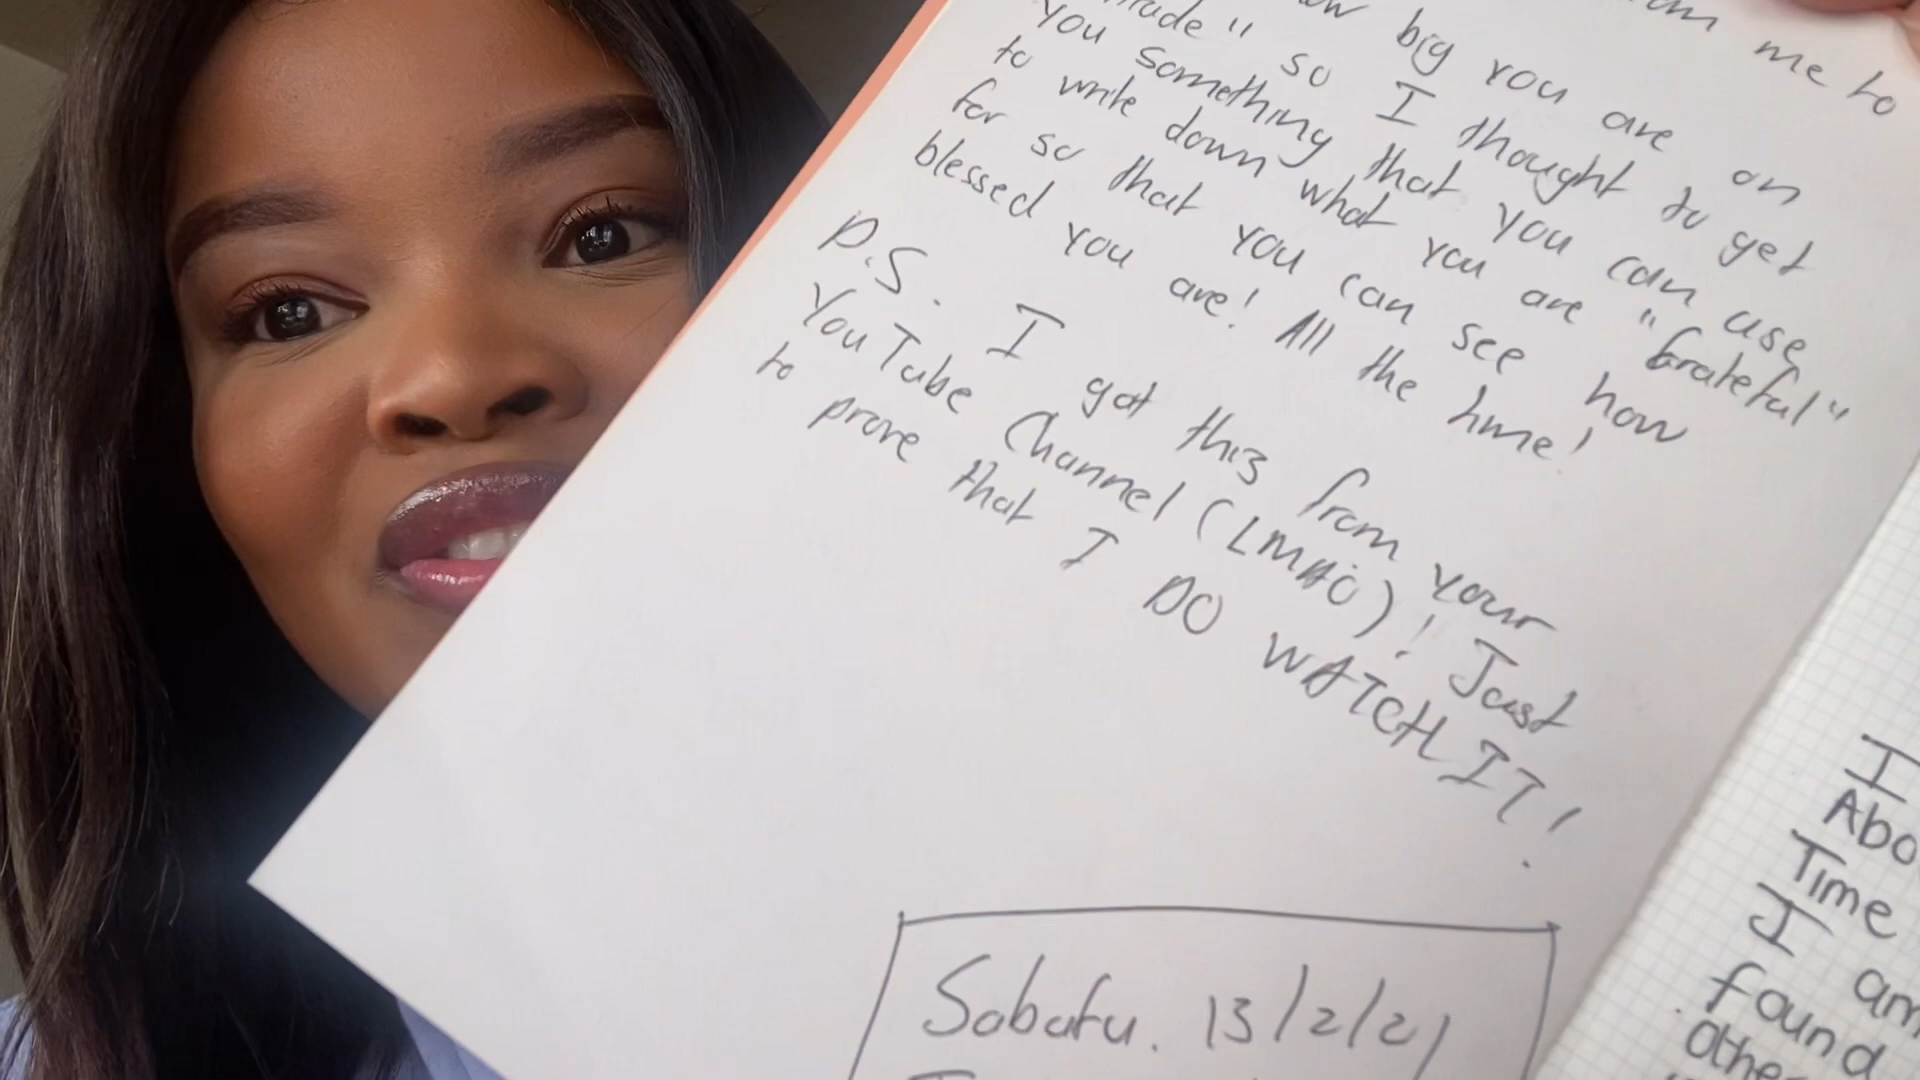 me to
big you are on
" so I thought to get
You something that you can use
to write down what you are "Grateful"
for so that you can see how
blessed you are! All the time!
P.S. I got this from your
YouTube Channel (LMAO)! Just
to prove that I DO WATCH IT!
13/2/21
I
Abo
Time
I am
found
Othe